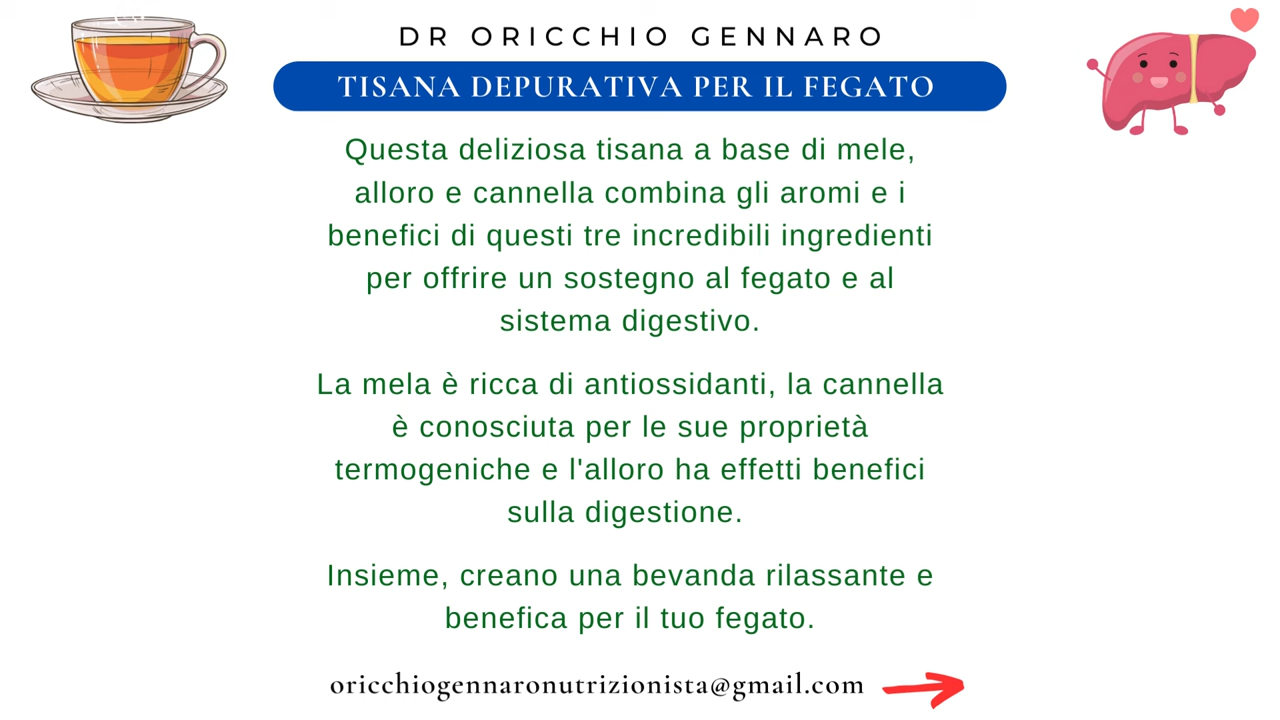 DR ORICCHIO GENNARO
TISANA DEPURATIVA PER IL FEGATO
Questa deliziosa tisana a base di mele,
alloro e cannella combina gli aromi e i
benefici di questi tre incredibili ingredienti
per offrire un sostegno al fegato e al
sistema digestivo.
La mela è ricca di antiossidanti, la cannella
è conosciuta per le sue proprietà
termogeniche e l'alloro ha effetti benefici
sulla digestione.
Insieme, creano una bevanda rilassante e
benefica per il tuo fegato.
oricchiogennaronutrizionista@gmail.com